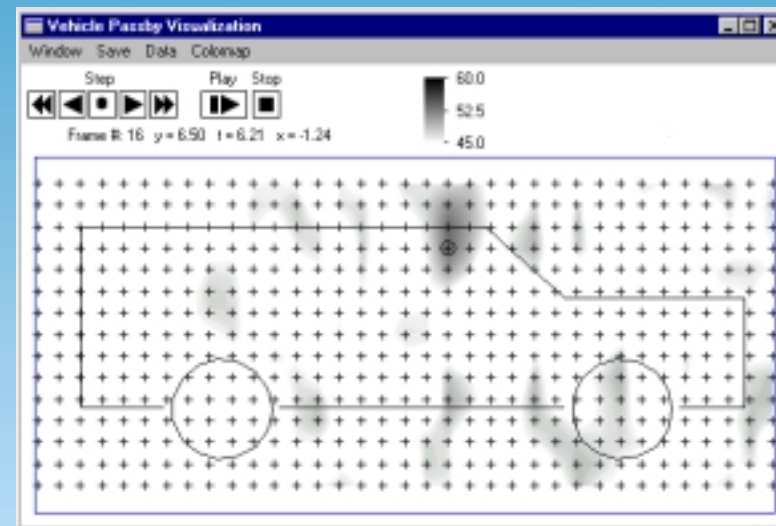 Vehicle Passby Visualization
Window Save Data Colormap
Step Play Stop
Frame #: 16 y = 6.50 t = 6.21 x = -1.24
60.0
52.5
45.0